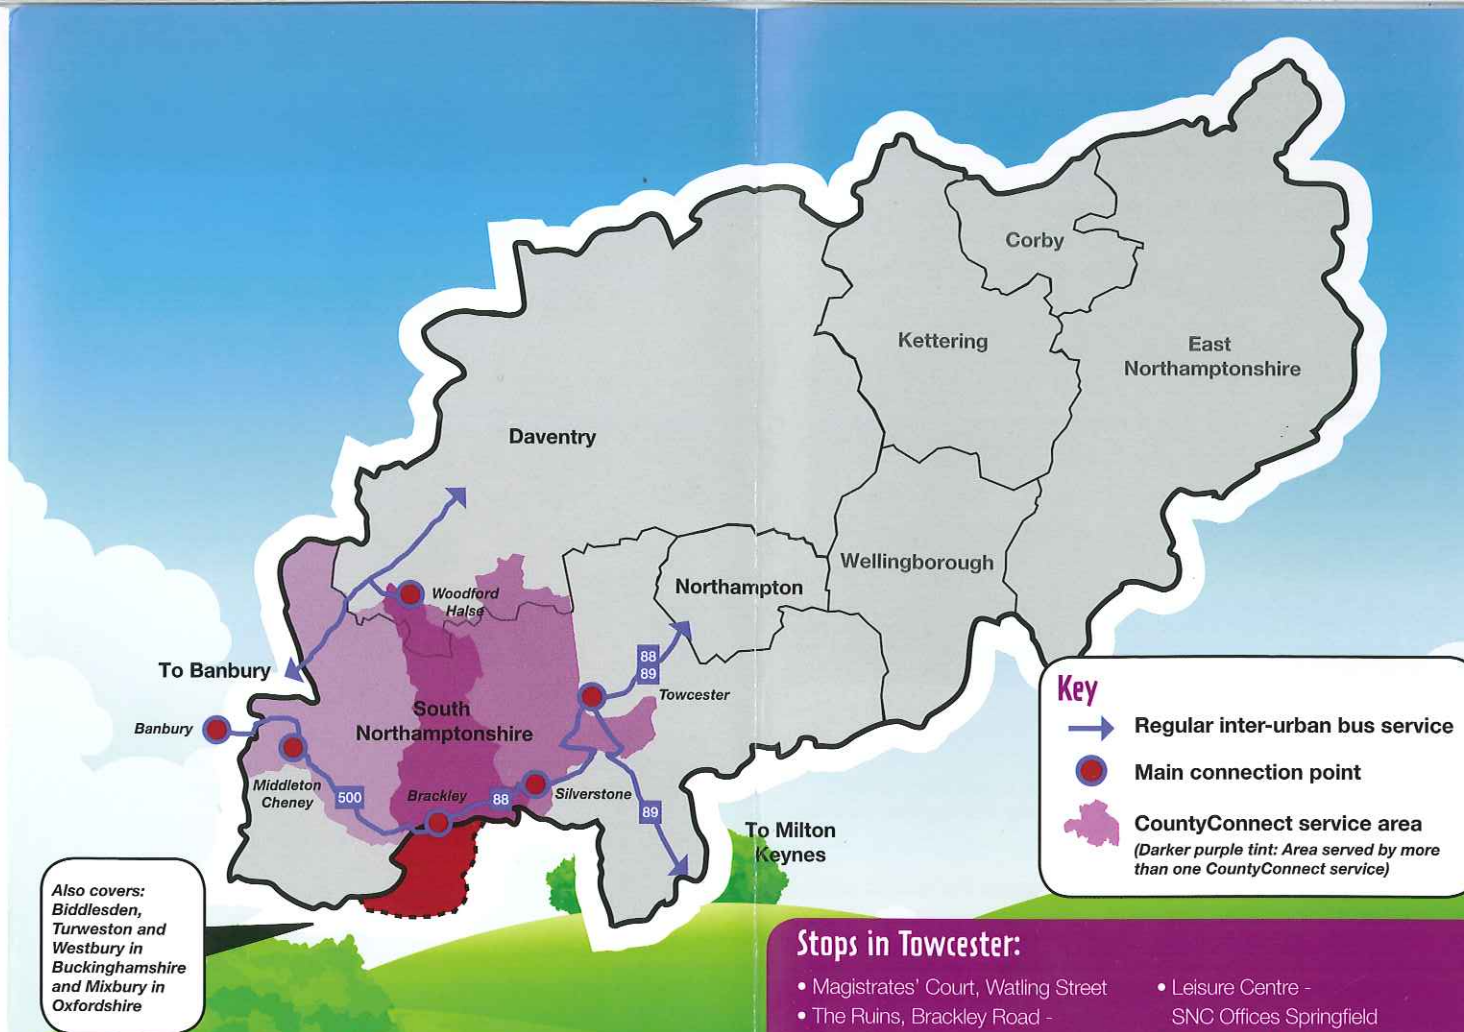 Corby
Kettering
East
Northamptonshire
Daventry
Wellingborough
Northampton
Woodford
Halse
To Banbury
88
89
Towcester
South
Northamptonshire
Banbury
Middleton
Cheney
500
Brackley
88
Silverstone
89
To Milton
Keynes
Key
Regular inter-urban bus service
Main connection point
CountyConnect service area
(Darker purple tint: Area served by more
than one CountyConnect service)
Also covers:
Biddlesden,
Turweston and
Westbury in
Buckinghamshire
and Mixbury in
Oxfordshire
Stops in Towcester:
• Magistrates' Court, Watling Street
• The Ruins, Brackley Road -
• Leisure Centre -
SNC Offices Springfield